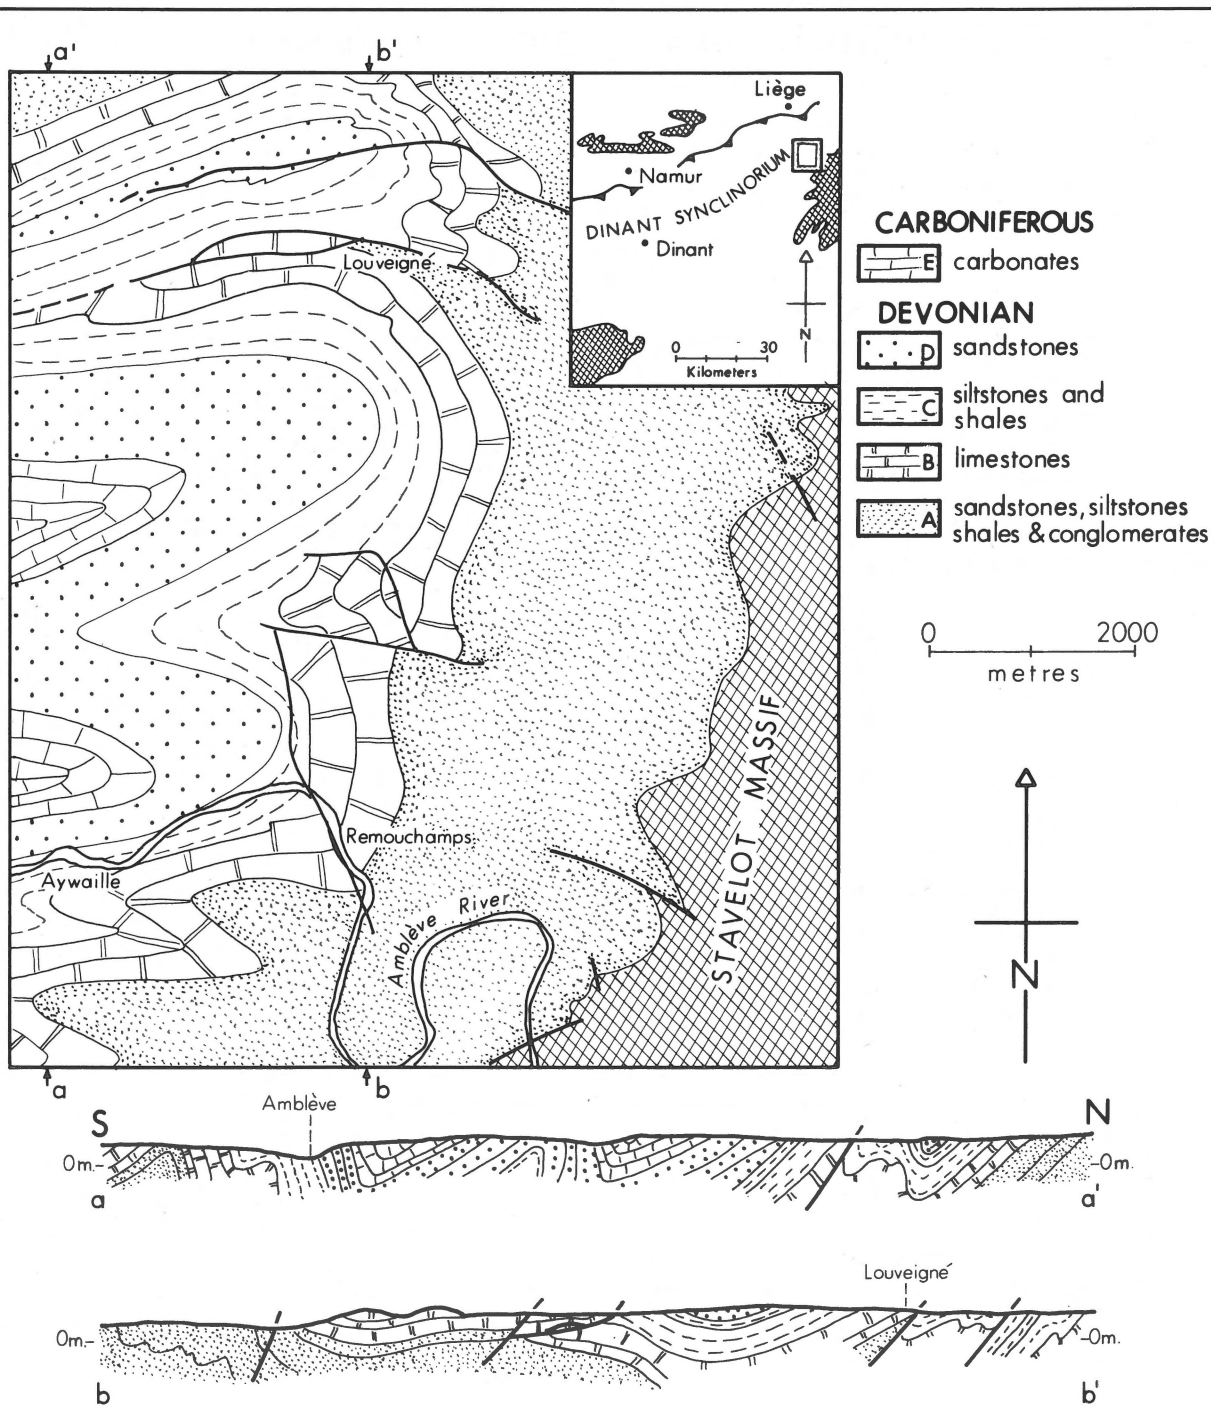 a' b'
Liège
Namur
DINANT SYNCLINORIUM
Dinant
N
0 30
Kilometers
Louveigné
CARBONIFEROUS
E carbonates
DEVONIAN
D sandstones
C siltstones and
shales
B limestones
A sandstones, siltstones
shales & conglomerates
0 2000
metres
N
STAVELOT MASSIF
Remouchamps
Aywaille
Amblève River
a b
S Amblève N
0m. 0m.
a a'
Louveigné
0m. 0m.
b b'